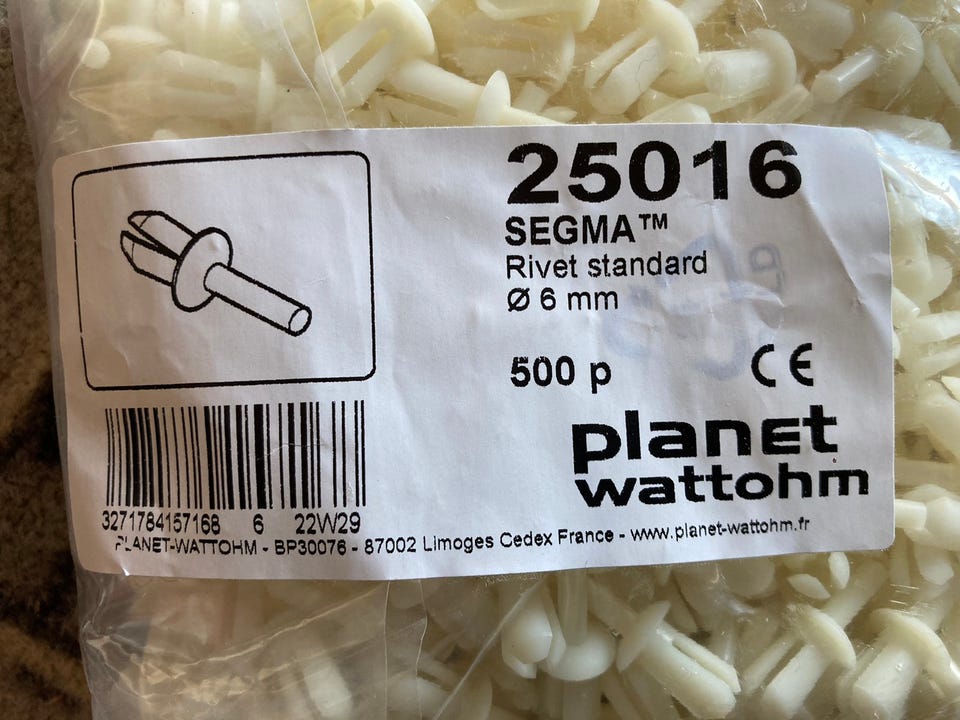 25016
SEGMA™
Rivet standard
Ø 6 mm
500 p CE
planet
wattohm
3271784157168 6 22W29
PLANET-WATTOHM - BP30076 - 87002 Limoges Cedex France - www.planet-wattohm.fr